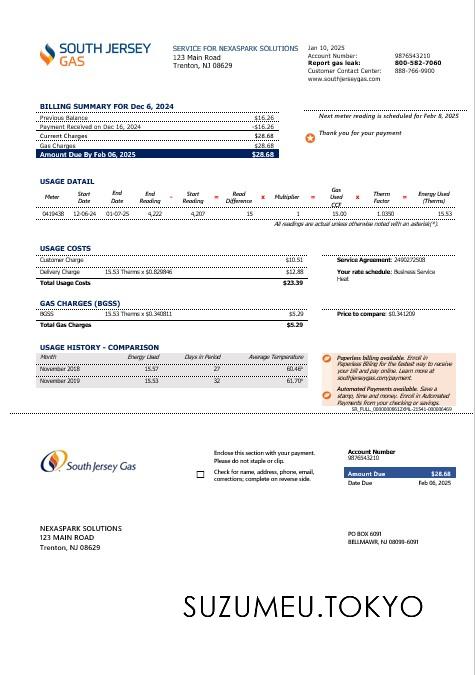 SOUTH JERSEY
GAS
SERVICE FOR NEXASPARK SOLUTIONS
123 Main Road
Trenton, NJ 08629
Jan 10, 2025
Account Number: 9876543210
Report gas leak: 800-582-7060
Customer Contact Center: 888-766-9900
www.southjerseygas.com
BILLING SUMMARY FOR Dec 6, 2024
Previous Balance $16.26
Payment Received on Dec 16, 2024 -$16.26
Current Charges $28.68
Gas Charges $28.68
Amount Due By Feb 06, 2025 $28.68
Next meter reading is scheduled for Febr 8, 2025
Thank you for your payment
USAGE DATAIL
Meter Start Date End Date End Reading - Start Reading = Read Difference x Multiplier = Gas Used CCF x Therm Factor = Energy Used (Therms)
0419438 12-06-24 01-07-25 4,222 4,207 15 1 15.00 1.0350 15.53
All readings are actual unless otherwise noted with an asterisk(*).
USAGE COSTS
Customer Charge $10.51
Delivery Charge 15.53 Therms x $0.829846 $12.88
Total Usage Costs $23.39
Service Agreement: 2490272508
Your rate schedule: Business Service
Heat
GAS CHARGES (BGSS)
BGSS 15.53 Therms x $0.340811 $5.29
Total Gas Charges $5.29
Price to compare: $0.341209
USAGE HISTORY - COMPARISON
Month Energy Used Days in Period Average Temperature
November 2018 15.57 27 60.46°
November 2019 15.53 32 61.70°
Paperless billing available. Enroll in
Paperless Billing for the fastest way to receive
your bill and pay online. Learn more at
southjerseygas.com/payment.
Automated Payments available. Save a
stamp, time and money. Enroll in Automated
Payments from your checking or savings.
South Jersey Gas
Enclose this section with your payment.
Please do not staple or clip.
Check for name, address, phone, email,
corrections; complete on reverse side.
Account Number
9876543210
Amount Due $28.68
Date Due Feb 06, 2025
NEXASPARK SOLUTIONS
123 MAIN ROAD
Trenton, NJ 08629
PO BOX 6091
BELLMAWR, NJ 08099-6091
SUZUMEU.TOKYO